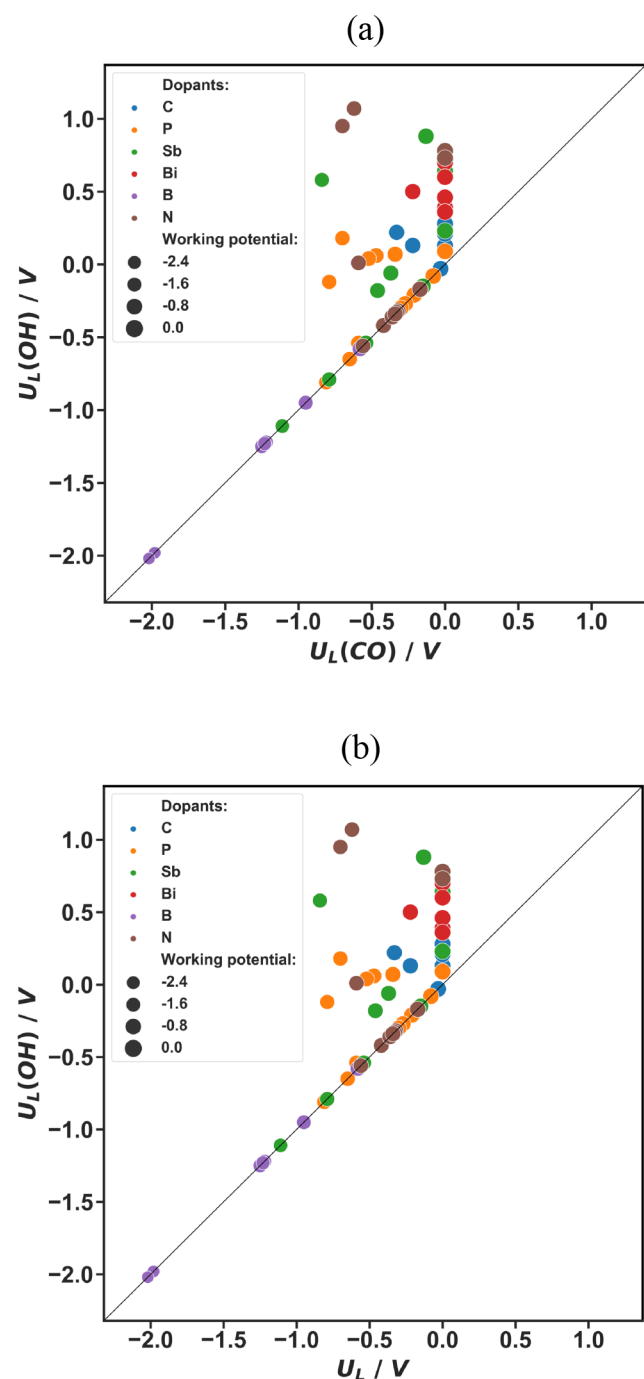 (a)
Dopants:
C
P
Sb
Bi
B
N
Working potential:
-2.4
-1.6
-0.8
0.0
1.0
0.5
0.0
−0.5
−1.0
−1.5
−2.0
U_L(OH) / V
−2.0 −1.5 −1.0 −0.5 0.0 0.5 1.0
U_L(CO) / V
(b)
Dopants:
C
P
Sb
Bi
B
N
Working potential:
-2.4
-1.6
-0.8
0.0
1.0
0.5
0.0
−0.5
−1.0
−1.5
−2.0
U_L(OH) / V
−2.0 −1.5 −1.0 −0.5 0.0 0.5 1.0
U_L / V